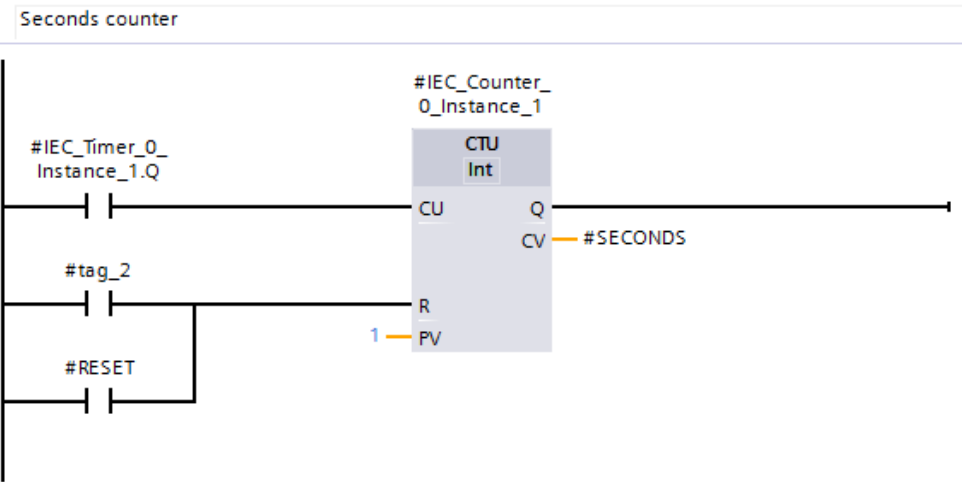 Seconds counter
#IEC_Counter_
0_Instance_1
#IEC_Timer_0_
Instance_1.Q
CTU
Int
CU
Q
CV
#SECONDS
#tag_2
R
1
PV
#RESET